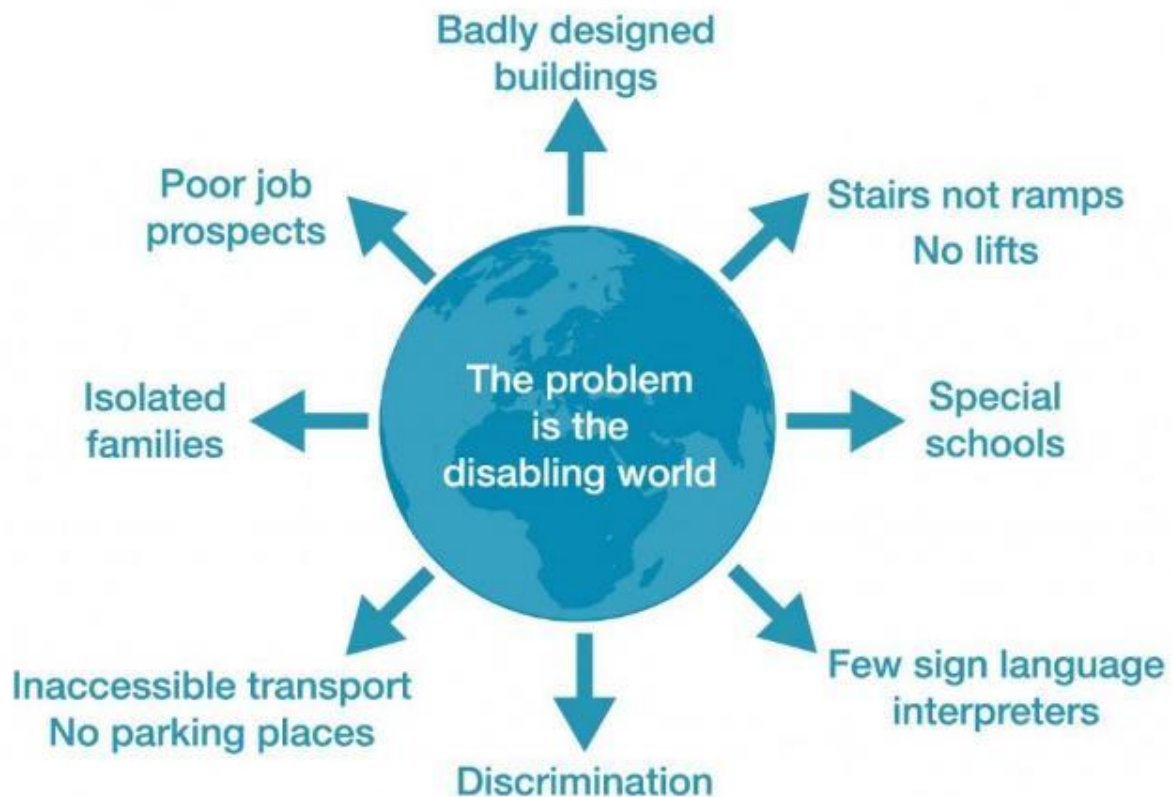 Badly designed
buildings
Stairs not ramps
No lifts
Special
schools
Few sign language
interpreters
Discrimination
Inaccessible transport
No parking places
Isolated
families
Poor job
prospects
The problem
is the
disabling world